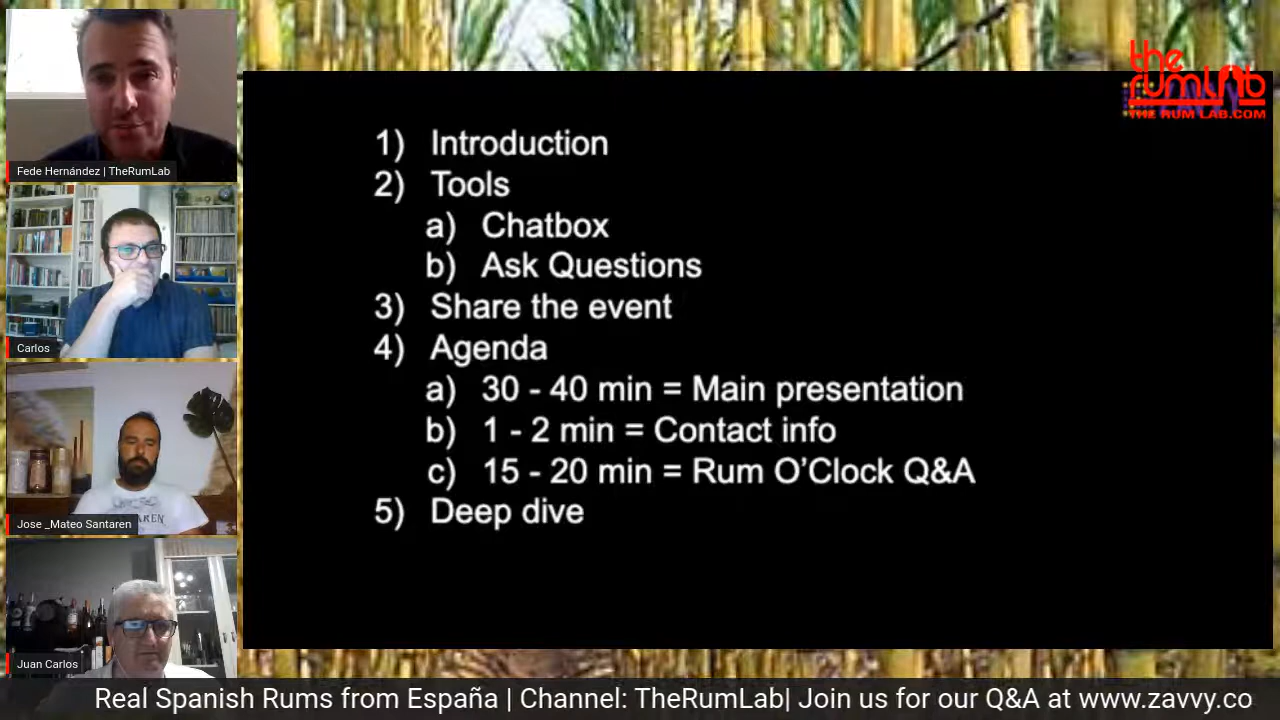 Fede Hernández | TheRumLab
Carlos
Jose _Mateo Santaren
Juan Carlos
the
rumlab
THE RUM LAB.COM
1) Introduction
2) Tools
a) Chatbox
b) Ask Questions
3) Share the event
4) Agenda
a) 30 - 40 min = Main presentation
b) 1 - 2 min = Contact info
c) 15 - 20 min = Rum O’Clock Q&A
5) Deep dive
Real Spanish Rums from España | Channel: TheRumLab| Join us for our Q&A at www.zavvy.co